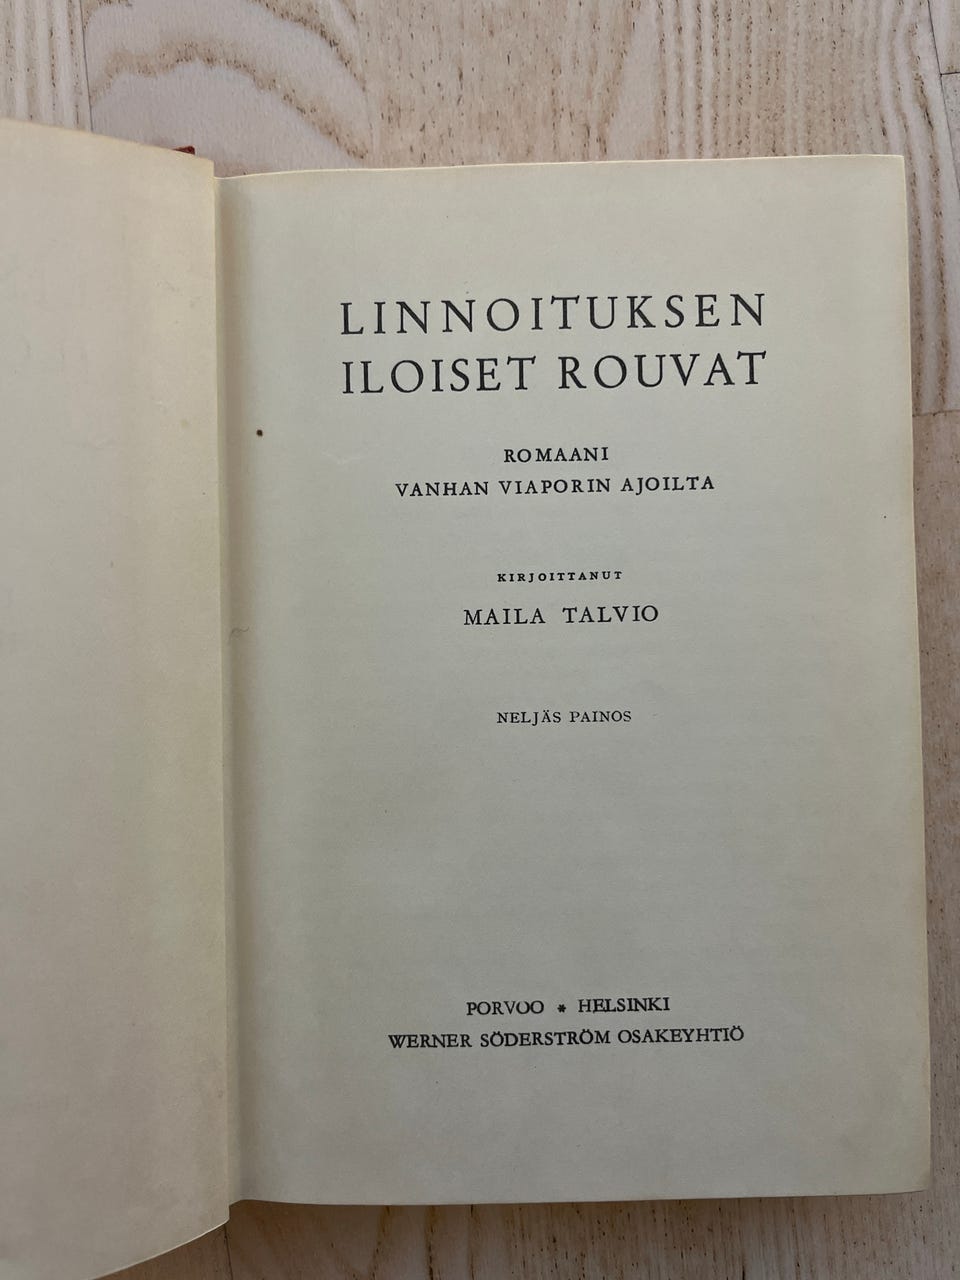 LINNOITUKSEN
ILOISET ROUVAT
ROMAANI
VANHAN VIAPORIN AJOILTA
KIRJOITTANUT
MAILA TALVIO
NELJÄS PAINOS
PORVOO * HELSINKI
WERNER SÖDERSTRÖM OSAKEYHTIÖ